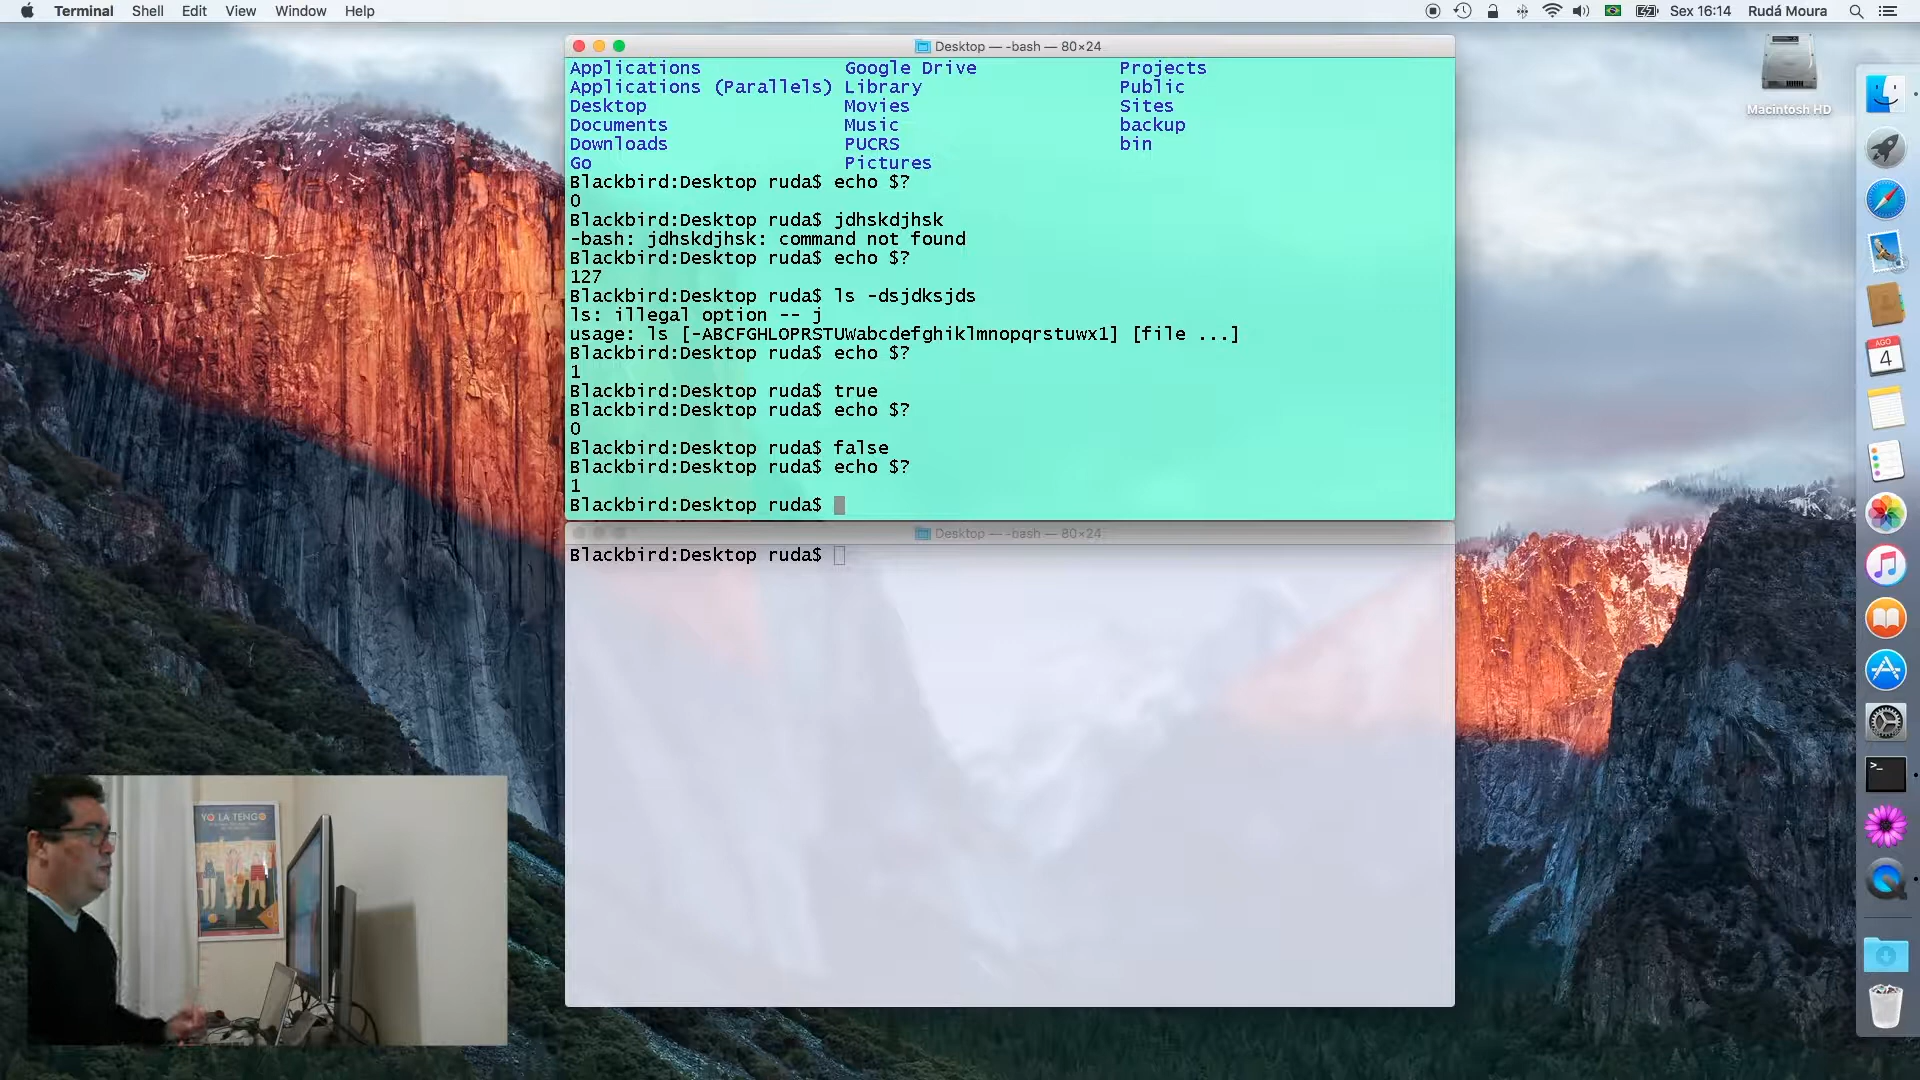 Terminal Shell Edit View Window Help
Sex 16:14 Rudá Moura
Desktop — -bash — 80×24
Applications Google Drive Projects
Applications (Parallels) Library Public
Desktop Movies Sites
Documents Music backup
Downloads PUCRS bin
Go Pictures
Blackbird:Desktop ruda$ echo $?
0
Blackbird:Desktop ruda$ jdhskdjhsk
-bash: jdhskdjhsk: command not found
Blackbird:Desktop ruda$ echo $?
127
Blackbird:Desktop ruda$ ls -dsjdksjds
ls: illegal option -- j
usage: ls [-ABCFGHLOPRSTUWabcdefghiklmnopqrstuwx1] [file ...]
Blackbird:Desktop ruda$ echo $?
1
Blackbird:Desktop ruda$ true
Blackbird:Desktop ruda$ echo $?
0
Blackbird:Desktop ruda$ false
Blackbird:Desktop ruda$ echo $?
1
Blackbird:Desktop ruda$
Desktop — -bash — 80×24
Blackbird:Desktop ruda$
Macintosh HD
AGO
4
>_
YO LA TENGO